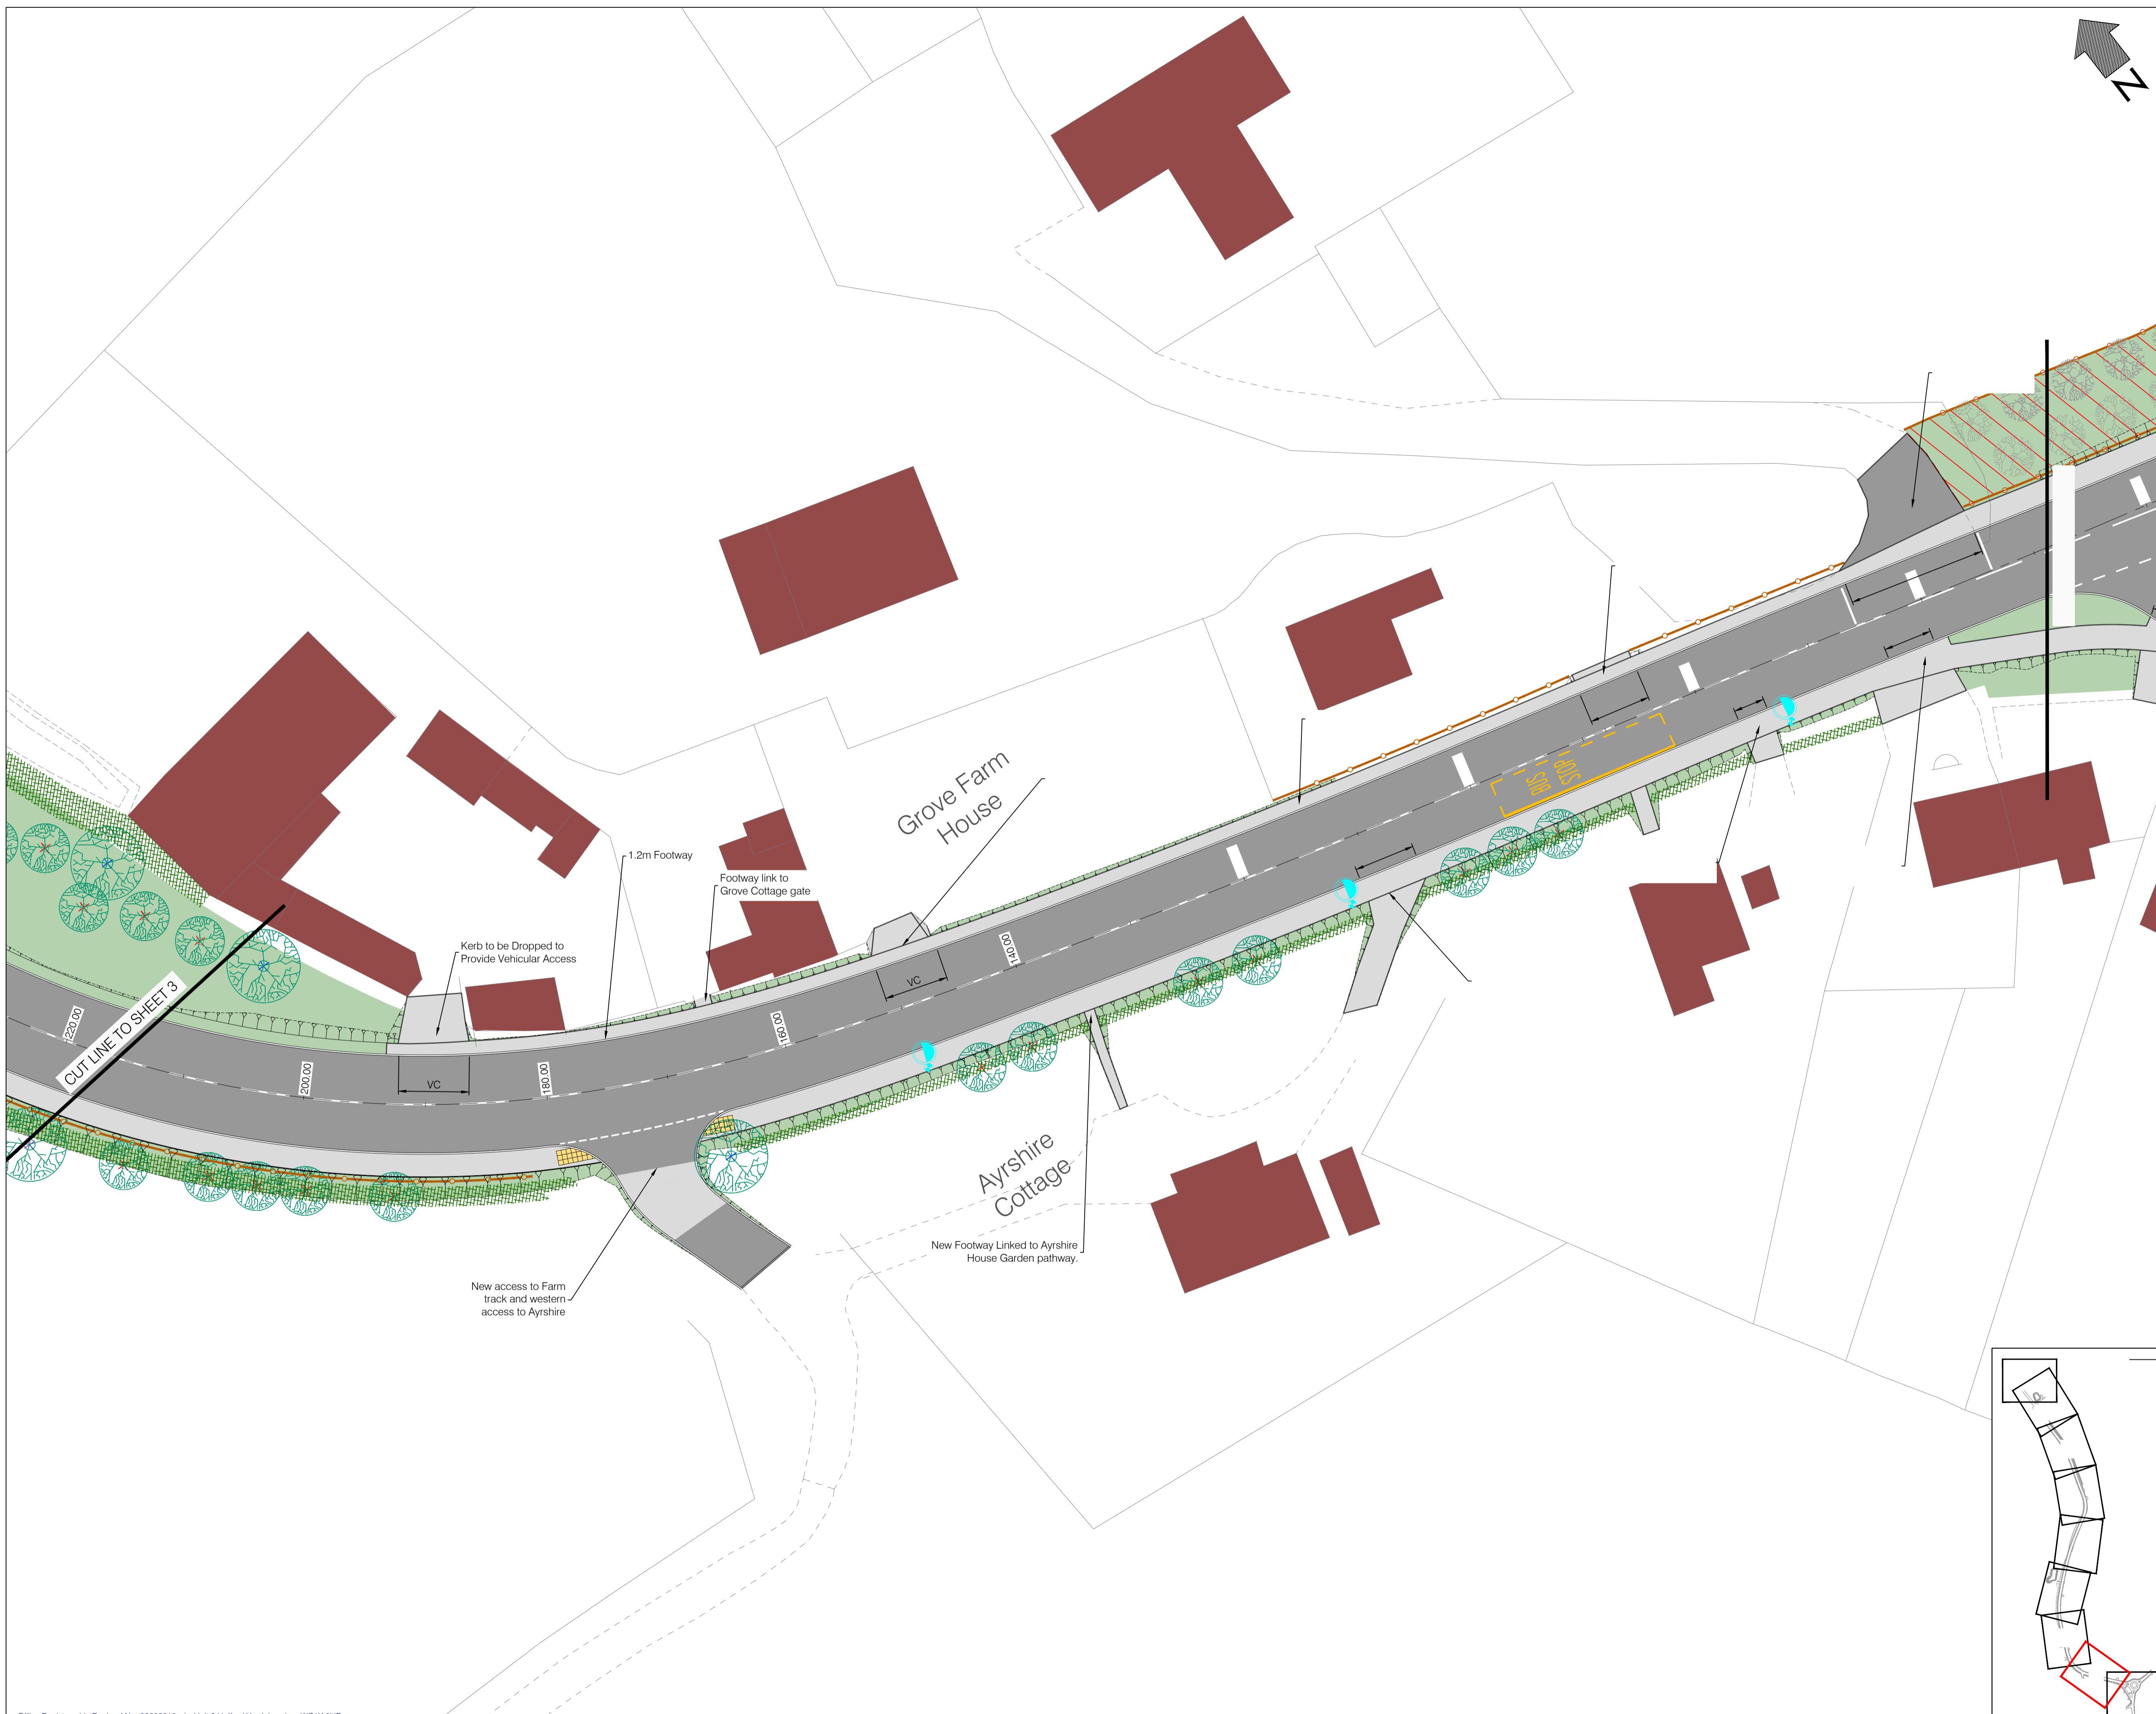 N
Grove Farm
House
1.2m Footway
Footway link to
Grove Cottage gate
Kerb to be Dropped to
Provide Vehicular Access
BUS
STOP
VC
140.00
160.00
180.00
200.00
220.00
VC
CUT LINE TO SHEET 3
Ayrshire
Cottage
New Footway Linked to Ayrshire
House Garden pathway.
New access to Farm
track and western
access to Ayrshire